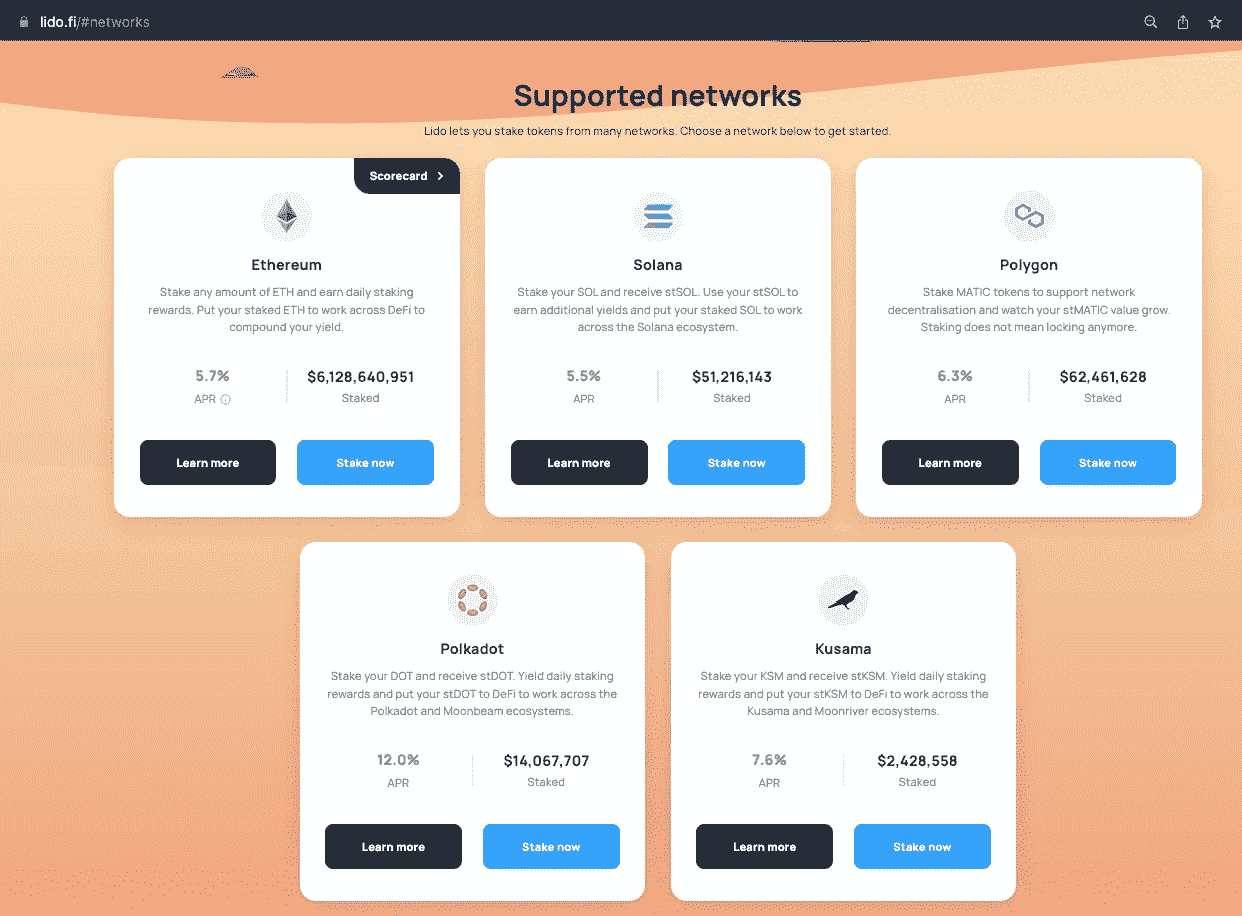 lido.fi/#networks
Supported networks
Lido lets you stake tokens from many networks. Choose a network below to get started.
Scorecard
Ethereum
Stake any amount of ETH and earn daily staking
rewards. Put your staked ETH to work across DeFi to
compound your yield.
5.7%
$6,128,640,951
APR
Staked
Learn more
Stake now
Solana
Stake your SOL and receive stSOL. Use your stSOL to
earn additional yields and put your staked SOL to work
across the Solana ecosystem.
5.5%
$51,216,143
APR
Staked
Learn more
Stake now
Polygon
Stake MATIC tokens to support network
decentralisation and watch your stMATIC value grow.
Staking does not mean locking anymore.
6.3%
$62,461,628
APR
Staked
Learn more
Stake now
Polkadot
Stake your DOT and receive stDOT. Yield daily staking
rewards and put your stDOT to DeFi to work across the
Polkadot and Moonbeam ecosystems.
12.0%
$14,067,707
APR
Staked
Learn more
Stake now
Kusama
Stake your KSM and receive stKSM. Yield daily staking
rewards and put your stKSM to DeFi to work across the
Kusama and Moonriver ecosystems.
7.6%
$2,428,558
APR
Staked
Learn more
Stake now